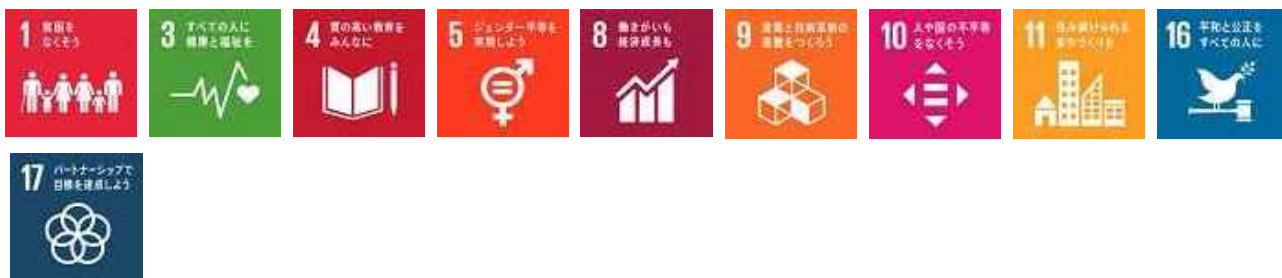 1 貧困を
なくそう
3 すべての人に
健康と福祉を
4 質の高い教育を
みんなに
5 ジェンダー平等を
実現しよう
8 働きがいも
経済成長も
9 産業と技術革新の
基盤をつくろう
10 人や国の不平等
をなくそう
11 住み続けられる
まちづくりを
16 平和と公正を
すべての人に
17 パートナーシップで
目標を達成しよう